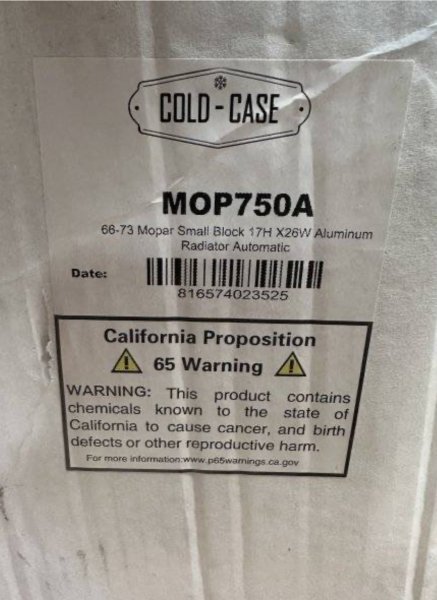 COLD-CASE
MOP750A
66-73 Mopar Small Block 17H X26W Aluminum
Radiator Automatic
Date:
816574023525
California Proposition
65 Warning
WARNING: This product contains
chemicals known to the state of
California to cause cancer, and birth
defects or other reproductive harm.
For more information:www.p65warnings.ca.gov